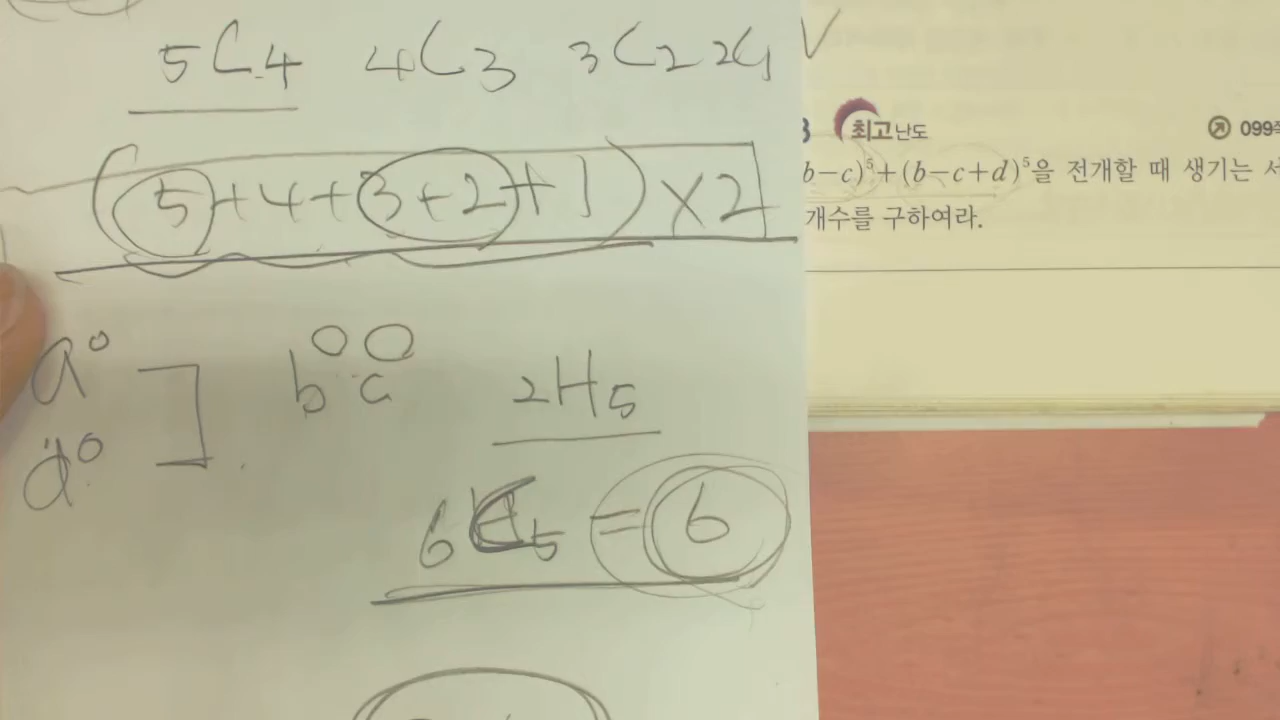 5C4 4C3 3C2 2C1
(5+4+3+2+1)×2
a⁰
b c 2H5
d⁰
6C5 = 6
최고난도
099쪽
b−c)⁵+(b−c+d)⁵을 전개할 때 생기는
개수를 구하여라.